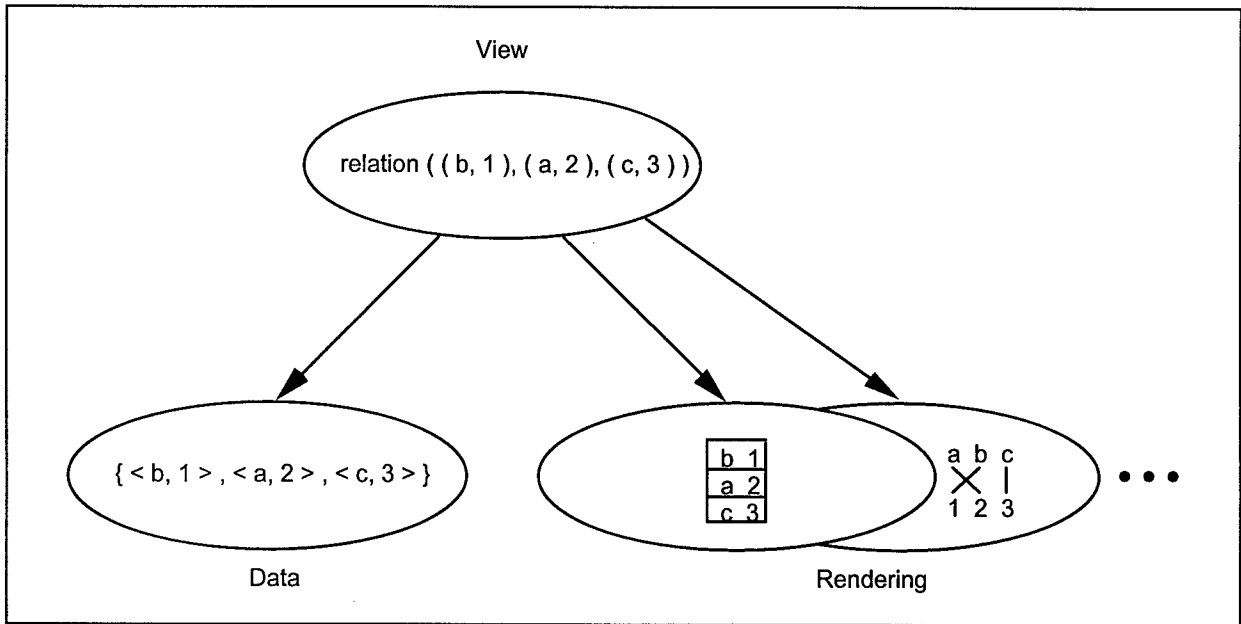 View
relation ( ( b, 1 ), ( a, 2 ), ( c, 3 ) )
{ < b, 1 > , < a, 2 > , < c, 3 > }
b 1
a 2
c 3
a b c
1 2 3
Data
Rendering